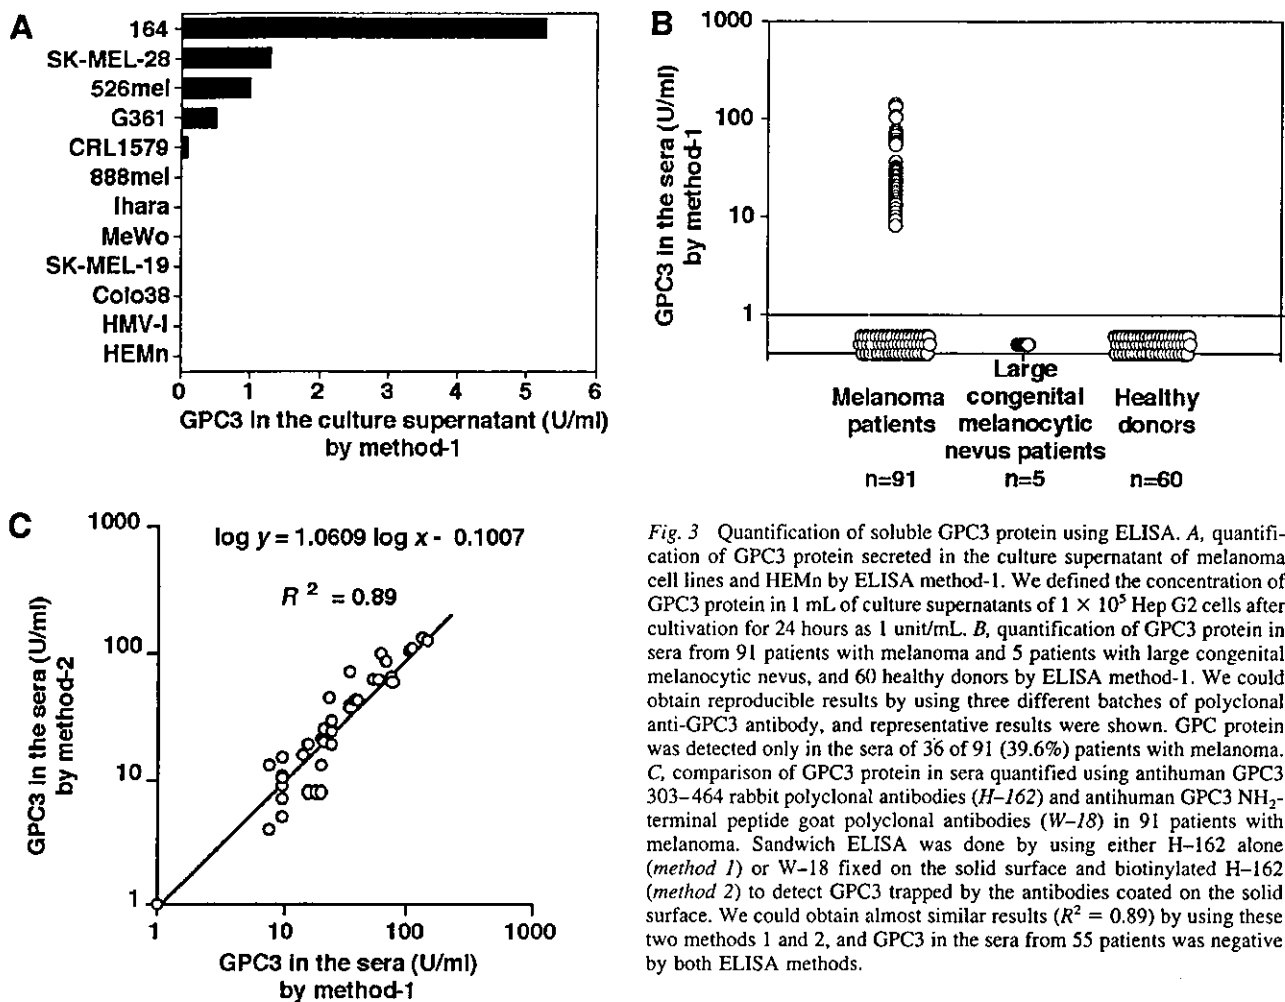 A
164
SK-MEL-28
526mel
G361
CRL1579
888mel
Ihara
MeWo
SK-MEL-19
Colo38
HMV-I
HEMn
0 1 2 3 4 5 6
GPC3 in the culture supernatant (U/ml)
by method-1
B
GPC3 in the sera (U/ml)
by method-1
1000
100
10
1
Melanoma
patients
n=91
Large
congenital
melanocytic
nevus patients
n=5
Healthy
donors
n=60
C
GPC3 in the sera (U/ml)
by method-2
1000
100
10
1
log y = 1.0609 log x - 0.1007
R² = 0.89
1 10 100 1000
GPC3 in the sera (U/ml)
by method-1
Fig. 3 Quantification of soluble GPC3 protein using ELISA. A, quantifi-
cation of GPC3 protein secreted in the culture supernatant of melanoma
cell lines and HEMn by ELISA method-1. We defined the concentration of
GPC3 protein in 1 mL of culture supernatants of 1 × 10⁵ Hep G2 cells after
cultivation for 24 hours as 1 unit/mL. B, quantification of GPC3 protein in
sera from 91 patients with melanoma and 5 patients with large congenital
melanocytic nevus, and 60 healthy donors by ELISA method-1. We could
obtain reproducible results by using three different batches of polyclonal
anti-GPC3 antibody, and representative results were shown. GPC protein
was detected only in the sera of 36 of 91 (39.6%) patients with melanoma.
C, comparison of GPC3 protein in sera quantified using antihuman GPC3
303–464 rabbit polyclonal antibodies (H–162) and antihuman GPC3 NH₂-
terminal peptide goat polyclonal antibodies (W–18) in 91 patients with
melanoma. Sandwich ELISA was done by using either H–162 alone
(method 1) or W–18 fixed on the solid surface and biotinylated H–162
(method 2) to detect GPC3 trapped by the antibodies coated on the solid
surface. We could obtain almost similar results (R² = 0.89) by using these
two methods 1 and 2, and GPC3 in the sera from 55 patients was negative
by both ELISA methods.